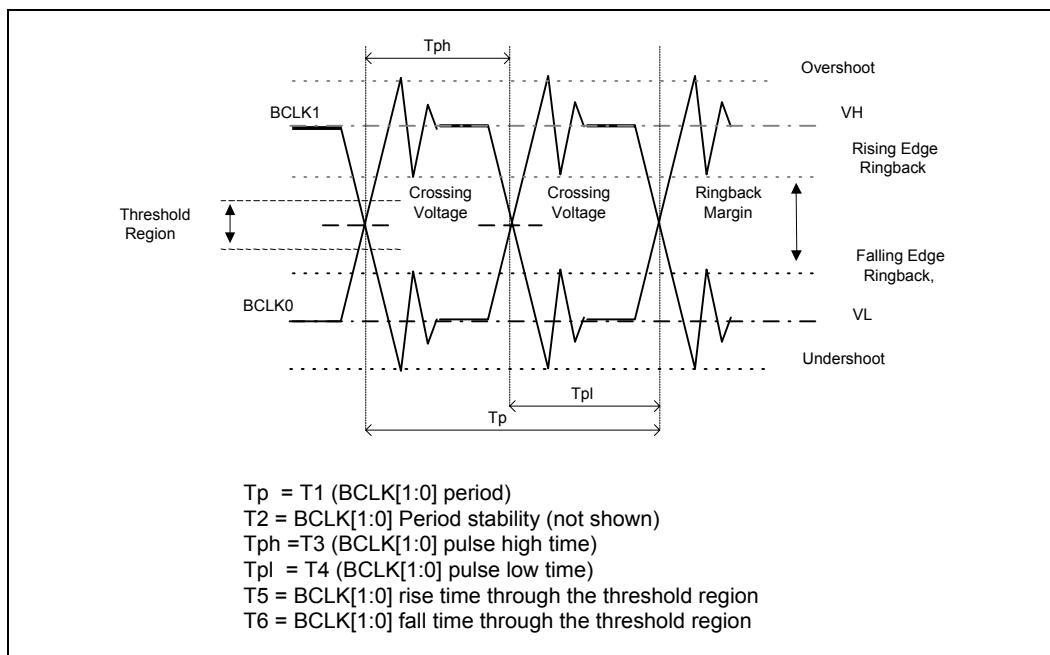 Tph
Overshoot
BCLK1
VH
Rising Edge
Ringback
Crossing
Voltage
Crossing
Voltage
Ringback
Margin
Threshold
Region
Falling Edge
Ringback,
BCLK0
VL
Undershoot
Tpl
Tp
Tp = T1 (BCLK[1:0] period)
T2 = BCLK[1:0] Period stability (not shown)
Tph =T3 (BCLK[1:0] pulse high time)
Tpl = T4 (BCLK[1:0] pulse low time)
T5 = BCLK[1:0] rise time through the threshold region
T6 = BCLK[1:0] fall time through the threshold region